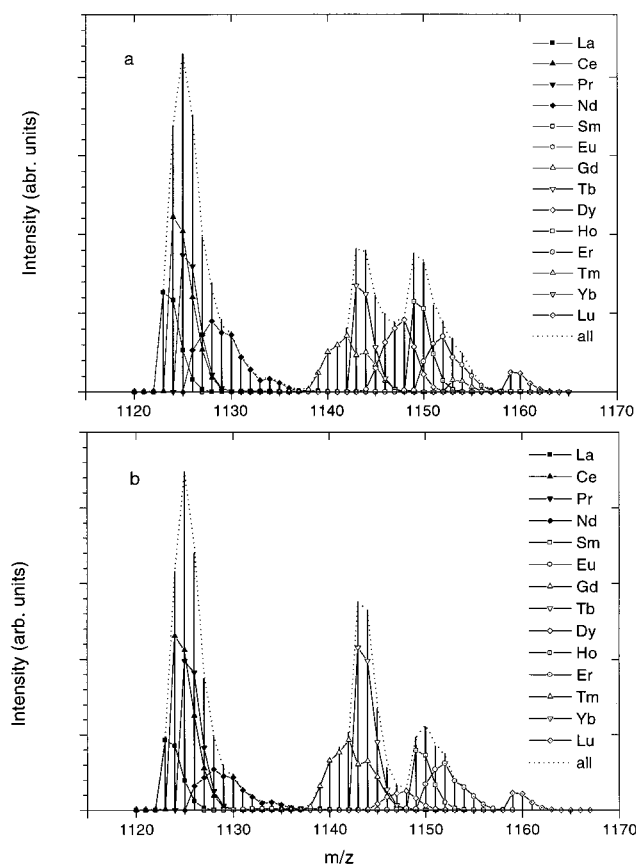 a
La
Ce
Pr
Nd
Sm
Eu
Gd
Tb
Dy
Ho
Er
Tm
Yb
Lu
all
Intensity (abr. units)
1120 1130 1140 1150 1160 1170
b
La
Ce
Pr
Nd
Sm
Eu
Gd
Tb
Dy
Ho
Er
Tm
Yb
Lu
all
Intensity (arb. units)
1120 1130 1140 1150 1160 1170
m/z